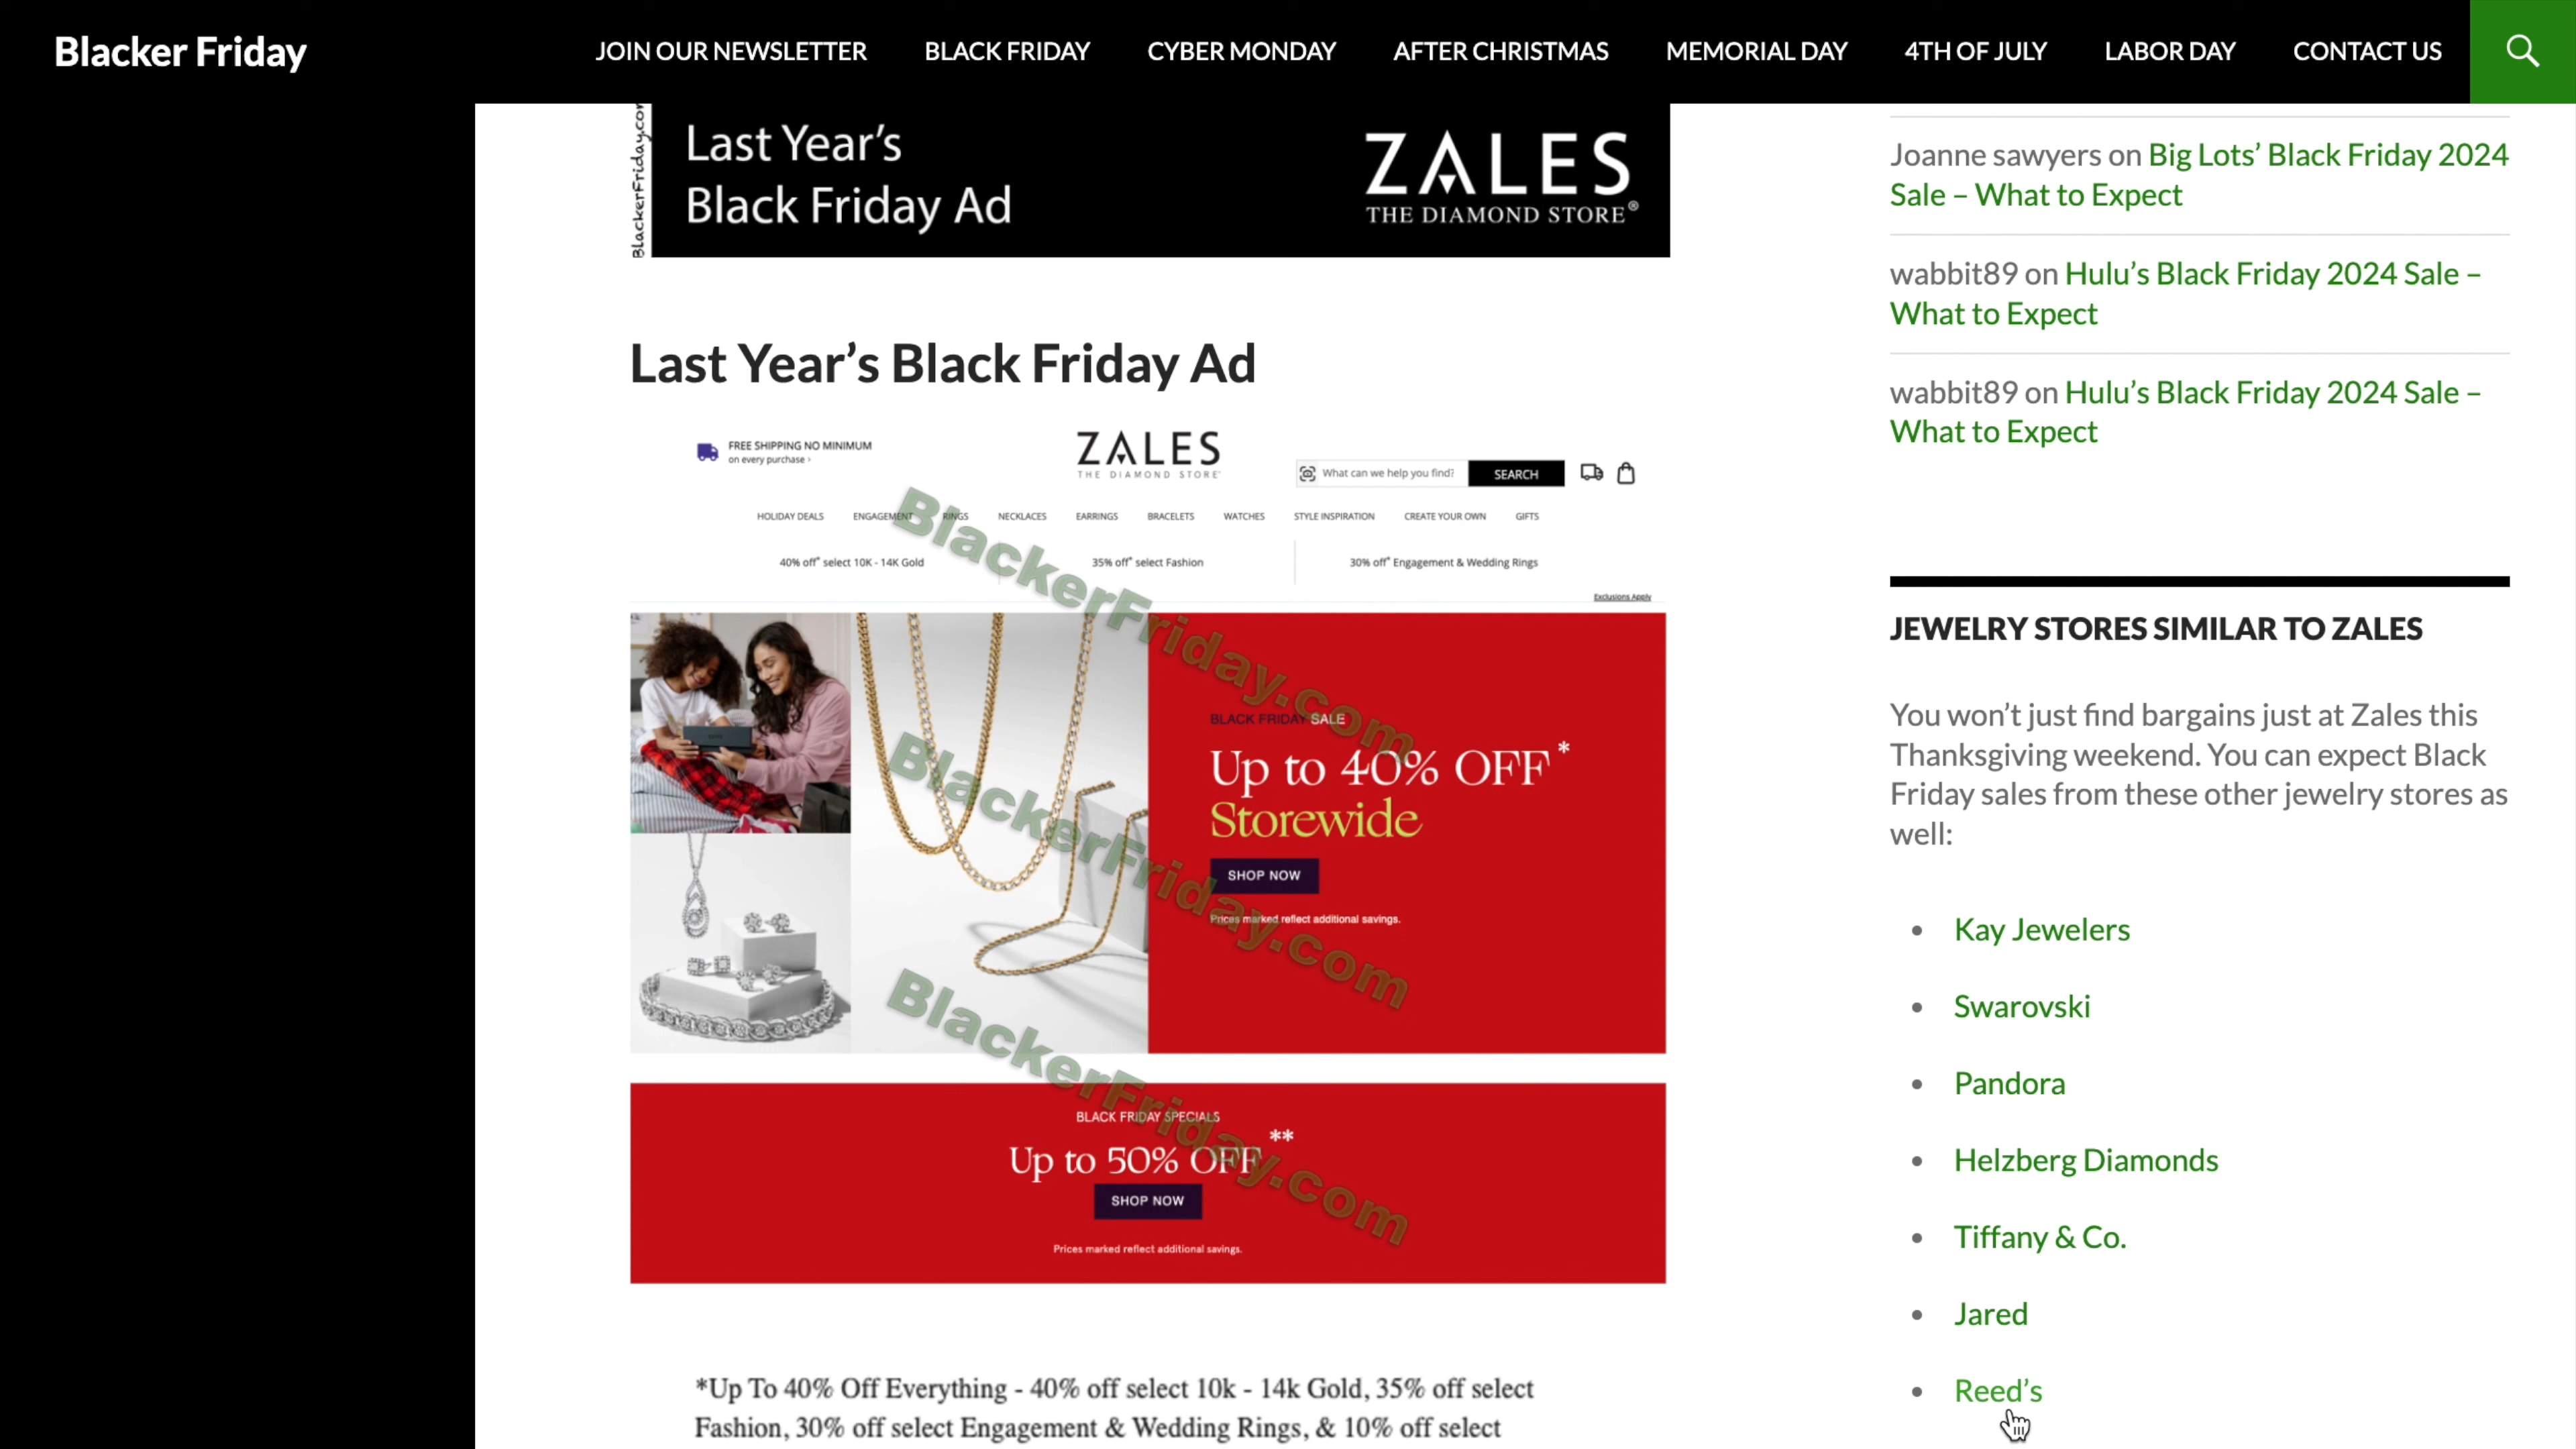 Blacker Friday
JOIN OUR NEWSLETTER
BLACK FRIDAY
CYBER MONDAY
AFTER CHRISTMAS
MEMORIAL DAY
4TH OF JULY
LABOR DAY
CONTACT US
BlackerFriday.com
Last Year's
Black Friday Ad
ZALES
THE DIAMOND STORE®
Last Year's Black Friday Ad
FREE SHIPPING NO MINIMUM
on every purchase ›
ZALES
THE DIAMOND STORE
What can we help you find?
SEARCH
HOLIDAY DEALS
ENGAGEMENT
RINGS
NECKLACES
EARRINGS
BRACELETS
WATCHES
STYLE INSPIRATION
CREATE YOUR OWN
GIFTS
40% off* select 10K - 14K Gold
35% off* select Fashion
30% off* Engagement & Wedding Rings
Exclusions Apply
BlackerFriday.com
BLACK FRIDAY SALE
Up to 40% OFF*
Storewide
SHOP NOW
Prices marked reflect additional savings.
BlackerFriday.com
BLACK FRIDAY SPECIALS
Up to 50% OFF**
SHOP NOW
Prices marked reflect additional savings.
BlackerFriday.com
*Up To 40% Off Everything - 40% off select 10k - 14k Gold, 35% off select
Fashion, 30% off select Engagement & Wedding Rings, & 10% off select
Joanne sawyers on Big Lots' Black Friday 2024
Sale – What to Expect
wabbit89 on Hulu's Black Friday 2024 Sale –
What to Expect
wabbit89 on Hulu's Black Friday 2024 Sale –
What to Expect
JEWELRY STORES SIMILAR TO ZALES
You won't just find bargains just at Zales this
Thanksgiving weekend. You can expect Black
Friday sales from these other jewelry stores as
well:
• Kay Jewelers
• Swarovski
• Pandora
• Helzberg Diamonds
• Tiffany & Co.
• Jared
• Reed's